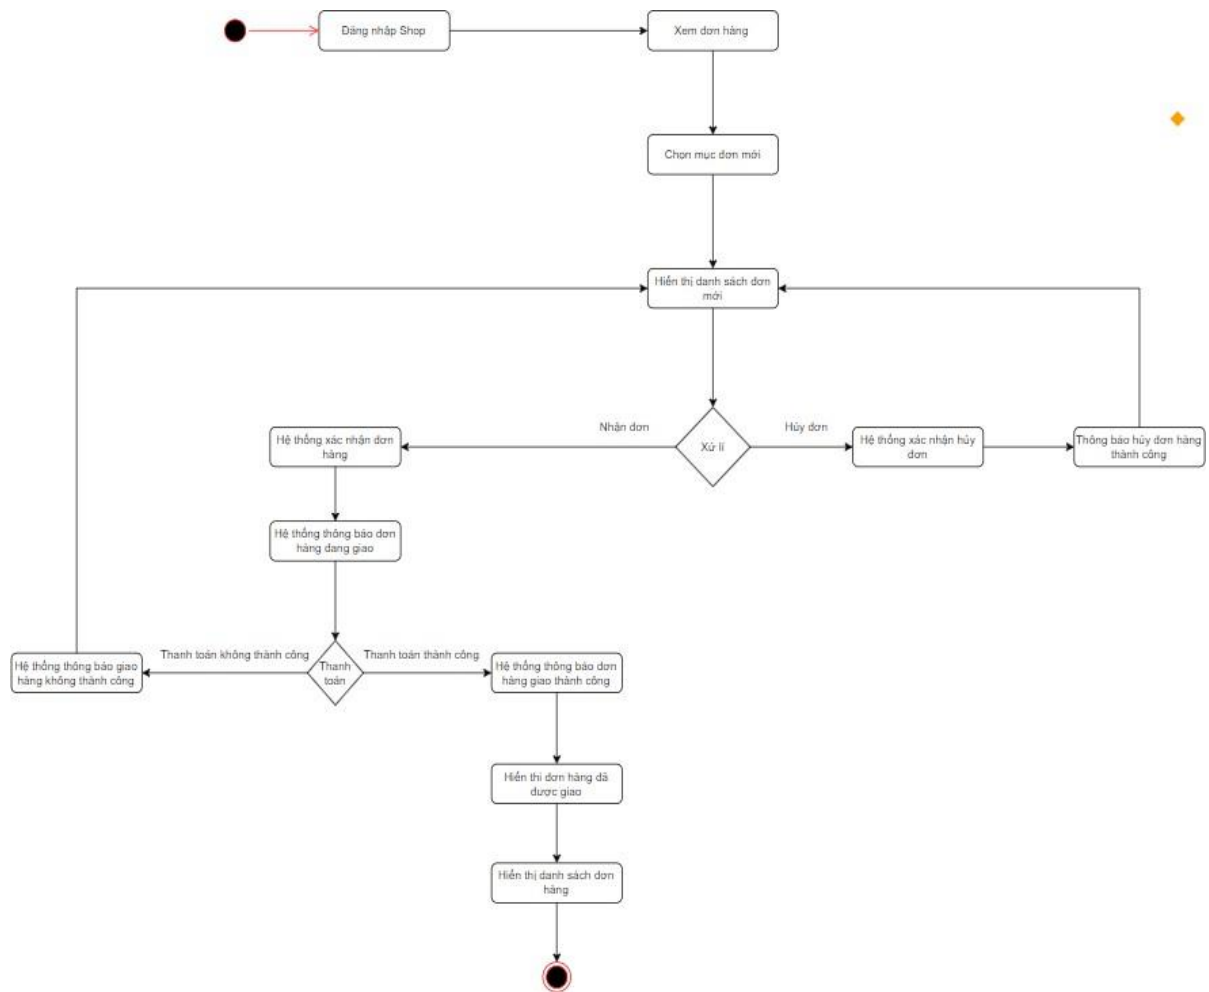 Đăng nhập Shop
Xem đơn hàng
Chọn mục đơn mới
Hiển thị danh sách đơn
mới
Nhận đơn
Hủy đơn
Hệ thống xác nhận đơn
hàng
Xử lí
Hệ thống xác nhận hủy
đơn
Thông báo hủy đơn hàng
thành công
Hệ thống thông báo đơn
hàng đang giao
Thanh toán không thành công
Thanh toán thành công
Hệ thống thông báo giao
hàng không thành công
Thanh
toán
Hệ thống thông báo đơn
hàng giao thành công
Hiển thi đơn hàng đã
được giao
Hiển thị danh sách đơn
hàng